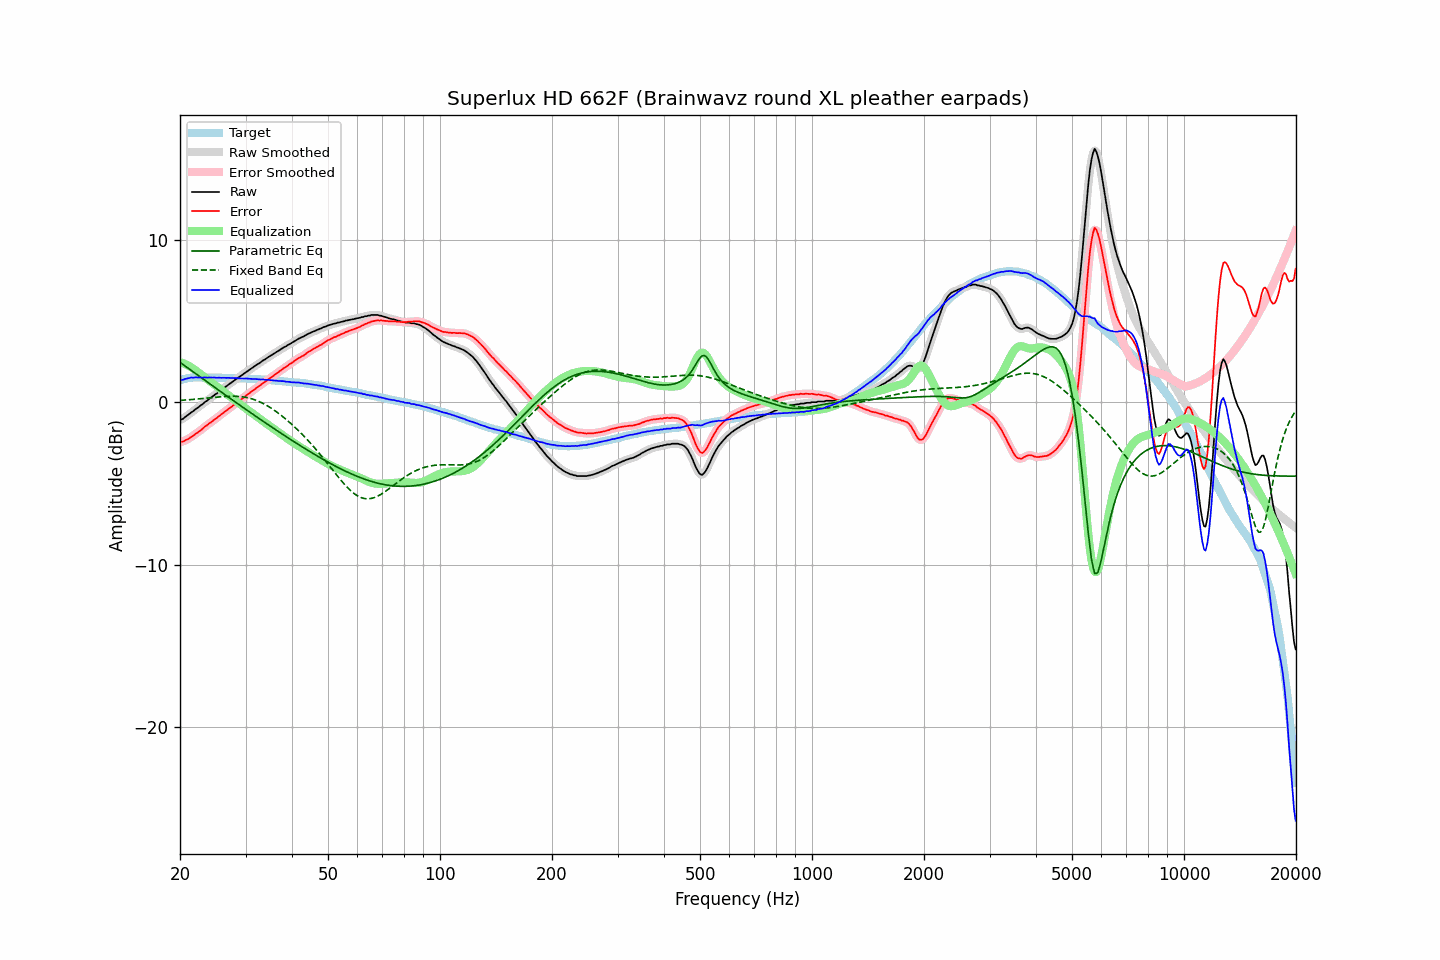 Superlux HD 662F (Brainwavz round XL pleather earpads)
Target
Raw Smoothed
Error Smoothed
Raw
Error
Equalization
Parametric Eq
Fixed Band Eq
Equalized
10
0
−10
−20
Amplitude (dBr)
20 50 100 200 500 1000 2000 5000 10000 20000
Frequency (Hz)